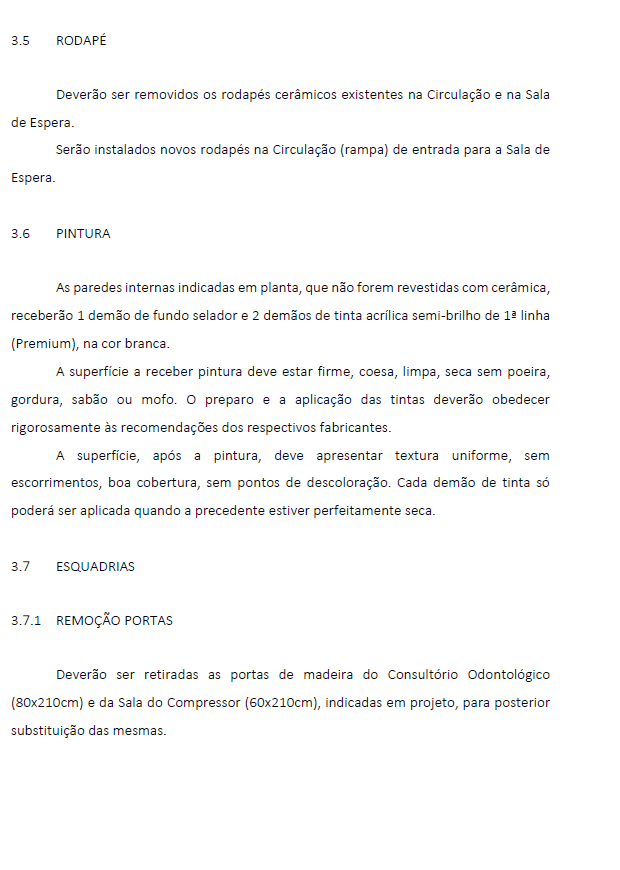 3.5 RODAPÉ
Deverão ser removidos os rodapés cerâmicos existentes na Circulação e na Sala
de Espera.
Serão instalados novos rodapés na Circulação (rampa) de entrada para a Sala de
Espera.
3.6 PINTURA
As paredes internas indicadas em planta, que não forem revestidas com cerâmica,
receberão 1 demão de fundo selador e 2 demãos de tinta acrílica semi-brilho de 1ª linha
(Premium), na cor branca.
A superfície a receber pintura deve estar firme, coesa, limpa, seca sem poeira,
gordura, sabão ou mofo. O preparo e a aplicação das tintas deverão obedecer
rigorosamente às recomendações dos respectivos fabricantes.
A superfície, após a pintura, deve apresentar textura uniforme, sem
escorrimentos, boa cobertura, sem pontos de descoloração. Cada demão de tinta só
poderá ser aplicada quando a precedente estiver perfeitamente seca.
3.7 ESQUADRIAS
3.7.1 REMOÇÃO PORTAS
Deverão ser retiradas as portas de madeira do Consultório Odontológico
(80x210cm) e da Sala do Compressor (60x210cm), indicadas em projeto, para posterior
substituição das mesmas.